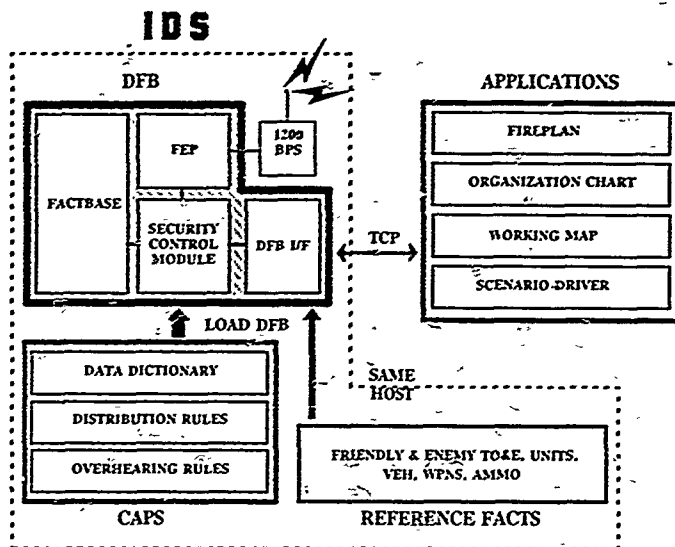 IDS
DFB
APPLICATIONS
FEP
1200
BPS
FIREPLAN
FACTBASE
ORGANIZATION CHART
SECURITY
CONTROL
MODULE
DFB I/F
TCP
WORKING MAP
SCENARIO-DRIVER
LOAD DFB
DATA DICTIONARY
SAME
HOST
DISTRIBUTION RULES
FRIENDLY & ENEMY TO&E, UNITS,
VEH, WPNS, AMMO
OVERHEARING RULES
CAPS
REFERENCE FACTS